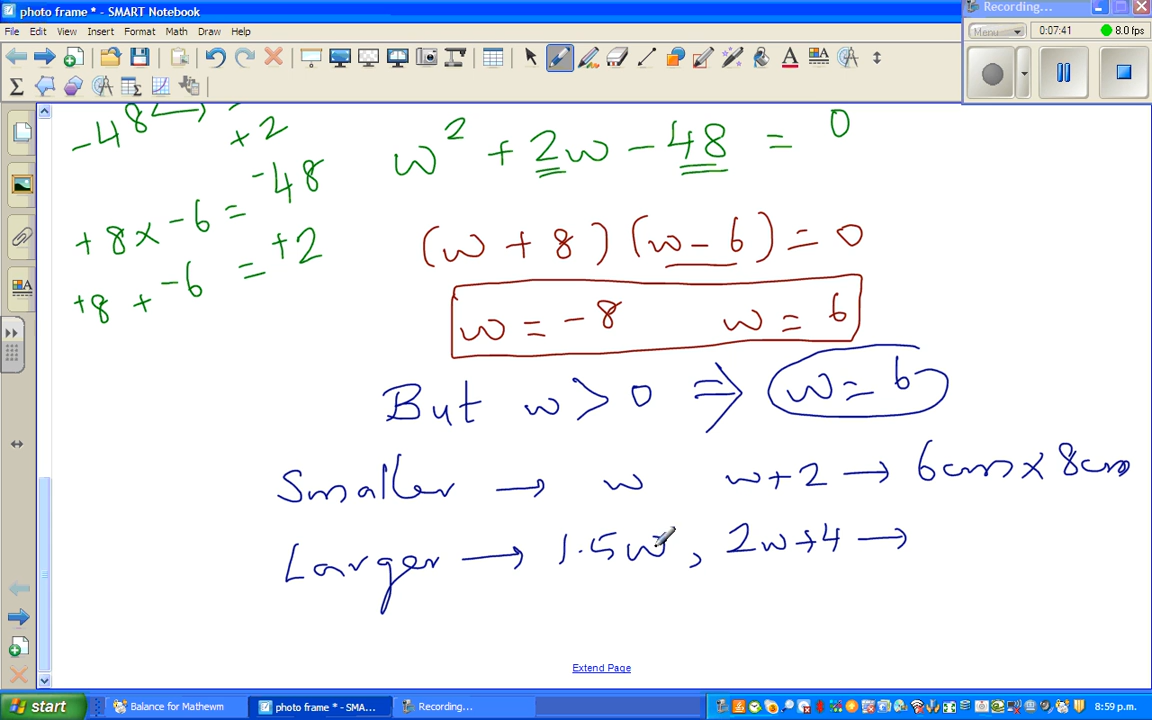 photo frame * - SMART Notebook
File Edit View Insert Format Math Draw Help
Recording...
Menu 0:07:41 8.0 fps
-48
+2
-48
+8 x -6 =
+8 + -6 = +2
w² + 2w - 48 = 0
(w + 8) (w - 6) = 0
w = -8 w = 6
But w > 0 ⇒ w = 6
Smaller → w w+2 → 6cm x 8cm
Larger → 1.5w, 2w+4 →
Extend Page
start Balance for Mathewm photo frame * - SMA... Recording... 8:59 p.m.